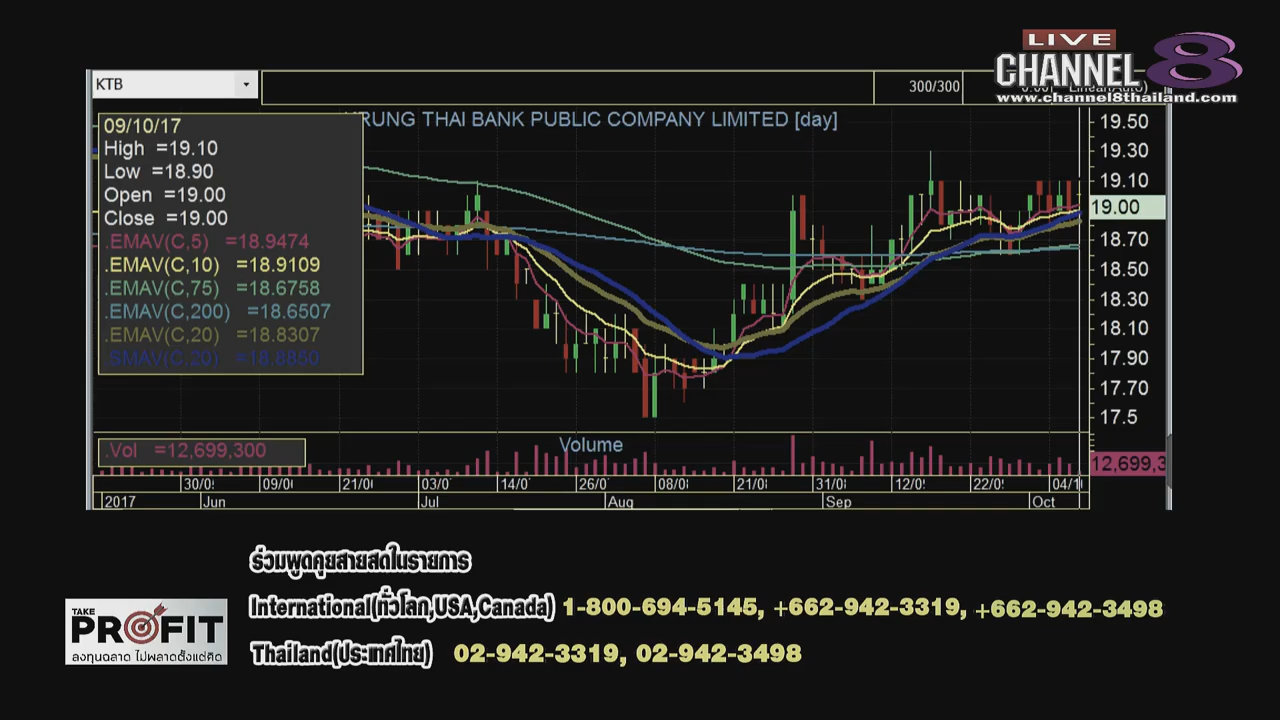 LIVE
CHANNEL 8
www.channel8thailand.com
KTB
300/300
KRUNG THAI BANK PUBLIC COMPANY LIMITED [day]
09/10/17
High =19.10
Low =18.90
Open =19.00
Close =19.00
.EMAV(C,5) =18.9474
.EMAV(C,10) =18.9109
.EMAV(C,75) =18.6758
.EMAV(C,200) =18.6507
.EMAV(C,20) =18.8307
.SMAV(C,20) =18.8850
19.50
19.30
19.10
19.00
18.70
18.50
18.30
18.10
17.90
17.70
17.5
.Vol =12,699,300
Volume
12,699,3
30/0 09/0 21/0 03/0 14/0 26/0 08/0 21/0 31/0 12/0 22/0 04/1
2017 Jun Jul Aug Sep Oct
ร่วมพูดคุยสายสดในรายการ
International(ทั่วโลก,USA,Canada) 1-800-694-5145, +662-942-3319, +662-942-3498
Thailand(ประเทศไทย) 02-942-3319, 02-942-3498
TAKE
PROFIT
ลงทุนฉลาด ไม่พลาดตั้งแต่คิด